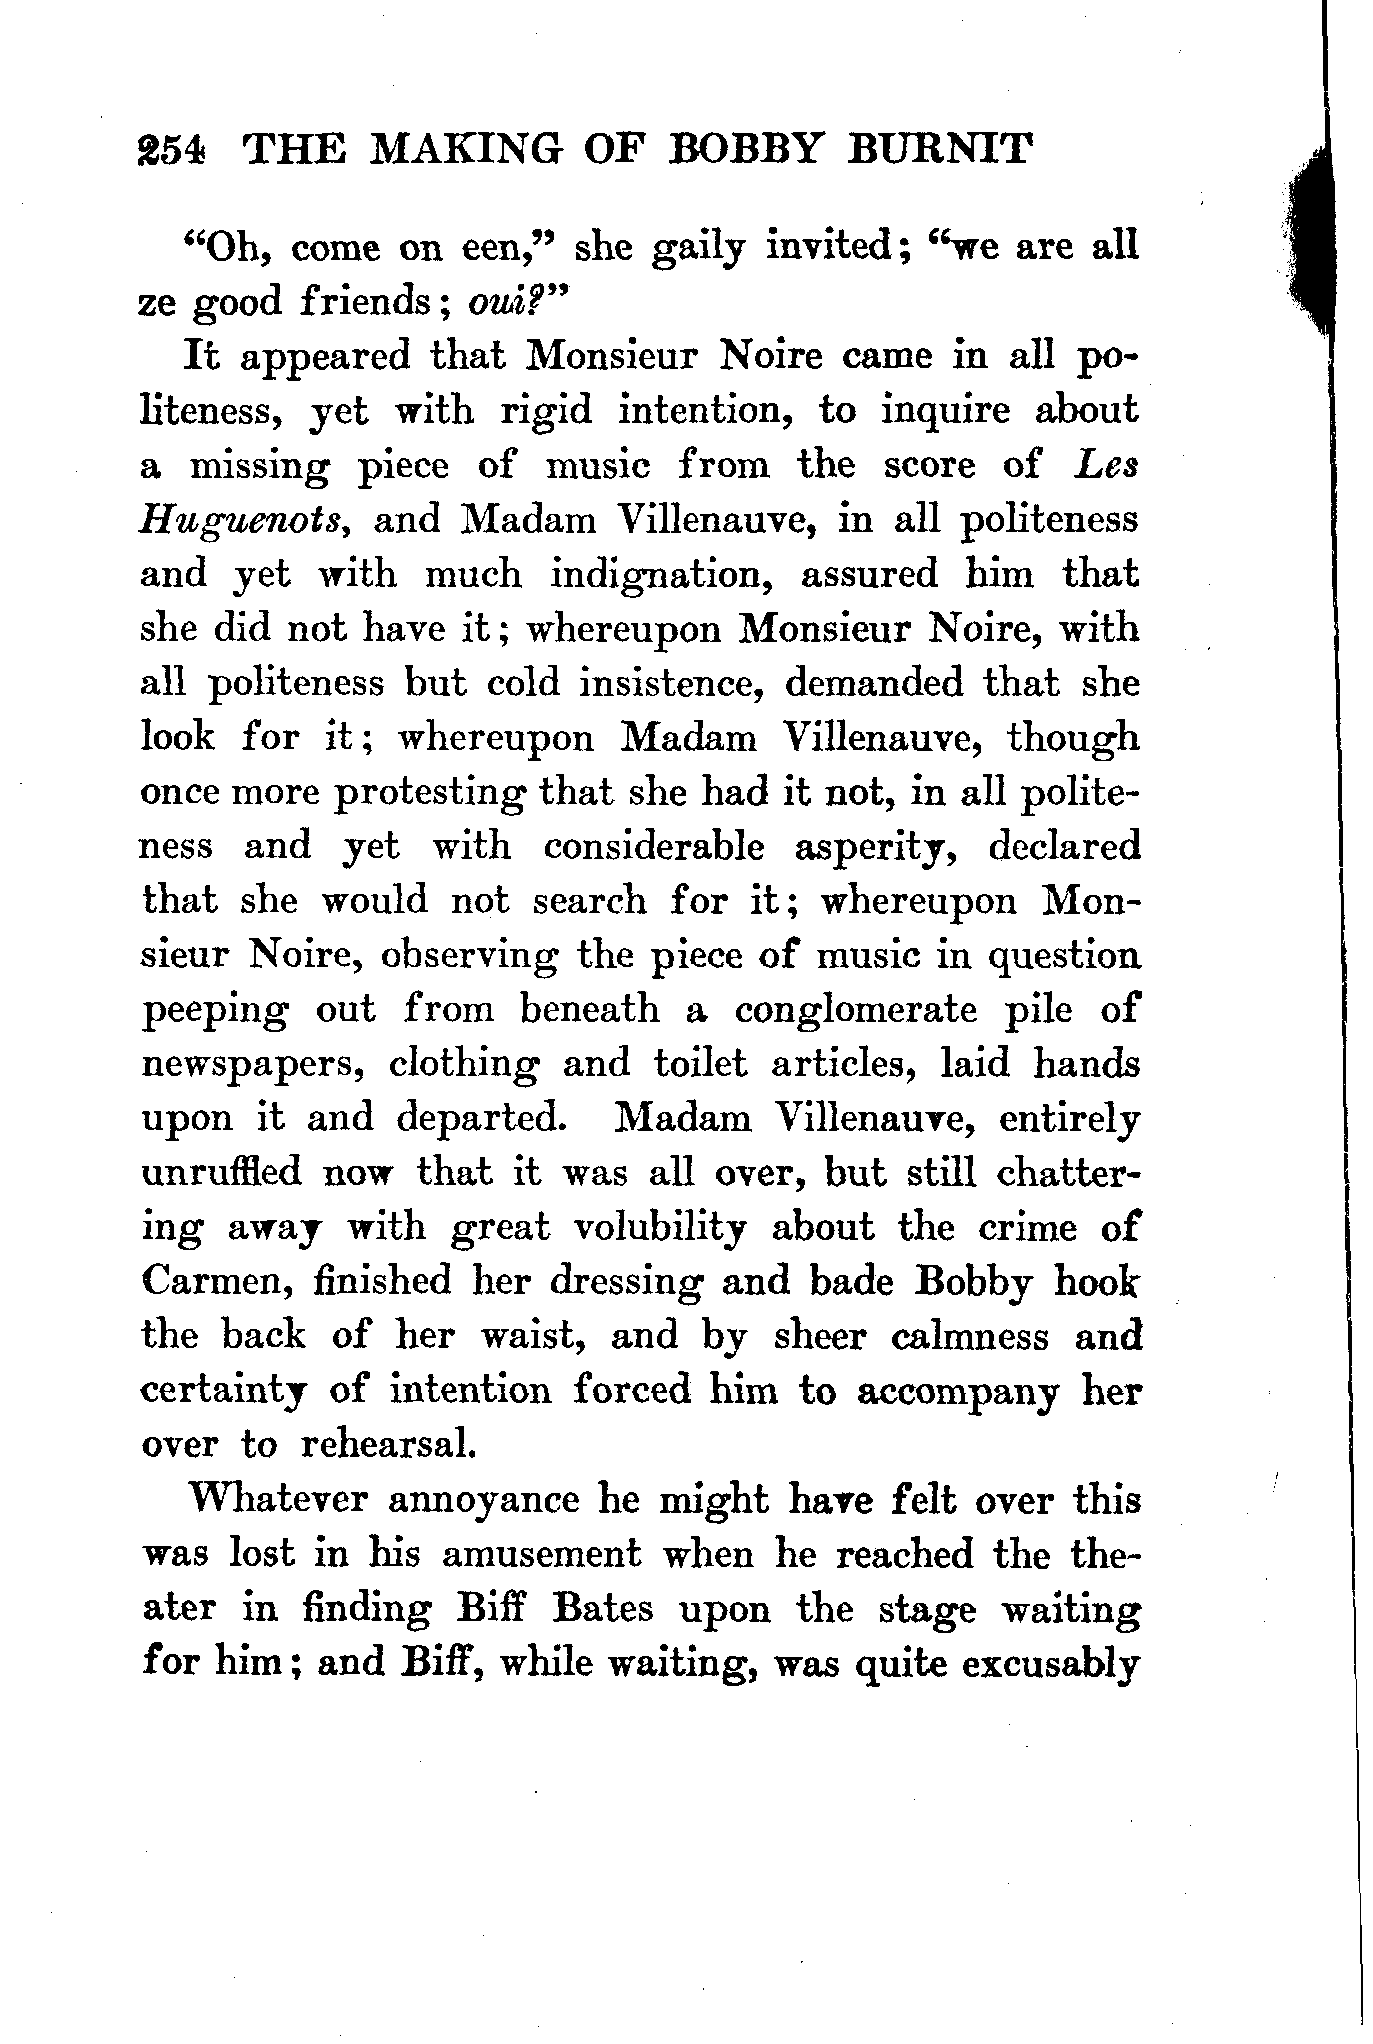 254 THE MAKING OF BOBBY BURNIT
“Oh, come on een,” she gaily invited; “we are all
ze good friends; oui?”
It appeared that Monsieur Noire came in all po-
liteness, yet with rigid intention, to inquire about
a missing piece of music from the score of Les
Huguenots, and Madam Villenauve, in all politeness
and yet with much indignation, assured him that
she did not have it; whereupon Monsieur Noire, with
all politeness but cold insistence, demanded that she
look for it; whereupon Madam Villenauve, though
once more protesting that she had it not, in all polite-
ness and yet with considerable asperity, declared
that she would not search for it; whereupon Mon-
sieur Noire, observing the piece of music in question
peeping out from beneath a conglomerate pile of
newspapers, clothing and toilet articles, laid hands
upon it and departed. Madam Villenauve, entirely
unruffled now that it was all over, but still chatter-
ing away with great volubility about the crime of
Carmen, finished her dressing and bade Bobby hook
the back of her waist, and by sheer calmness and
certainty of intention forced him to accompany her
over to rehearsal.
Whatever annoyance he might have felt over this
was lost in his amusement when he reached the the-
ater in finding Biff Bates upon the stage waiting
for him; and Biff, while waiting, was quite excusably